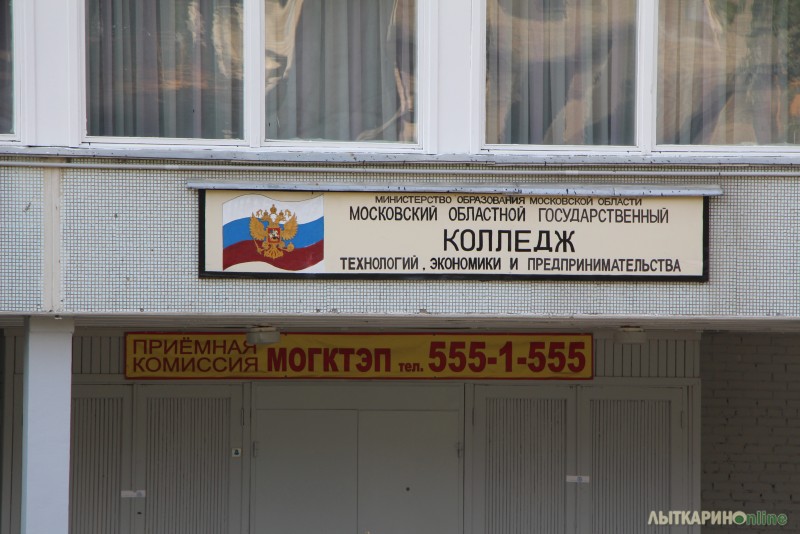 МИНИСТЕРСТВО ОБРАЗОВАНИЯ МОСКОВСКОЙ ОБЛАСТИ
МОСКОВСКИЙ ОБЛАСТНОЙ ГОСУДАРСТВЕННЫЙ
КОЛЛЕДЖ
ТЕХНОЛОГИЙ, ЭКОНОМИКИ И ПРЕДПРИНИМАТЕЛЬСТВА
ПРИЁМНАЯ
КОМИССИЯ МОГКТЭП тел. 555-1-555
ЛЫТКАРИНОonline